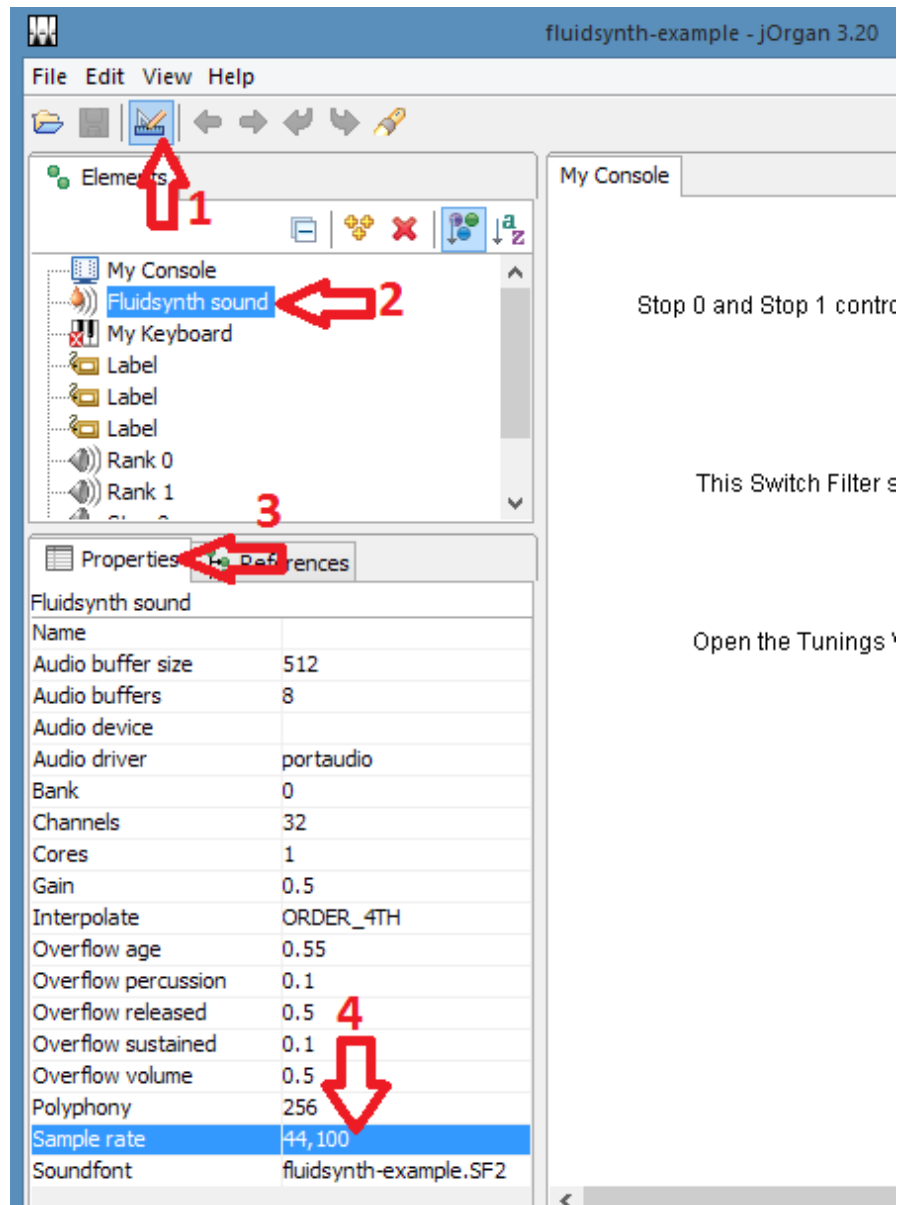 fluidsynth-example - jOrgan 3.20
File Edit View Help
Elements
1
My Console
a
z
My Console
Fluidsynth sound
2
Stop 0 and Stop 1 contro
My Keyboard
Label
Label
Label
Rank 0
Rank 1
This Switch Filter s
3
Properties References
Fluidsynth sound
Name
Open the Tunings
Audio buffer size 512
Audio buffers 8
Audio device
Audio driver portaudio
Bank 0
Channels 32
Cores 1
Gain 0.5
Interpolate ORDER_4TH
Overflow age 0.55
Overflow percussion 0.1
Overflow released 0.5
4
Overflow sustained 0.1
Overflow volume 0.5
Polyphony 256
Sample rate 44,100
Soundfont fluidsynth-example.SF2